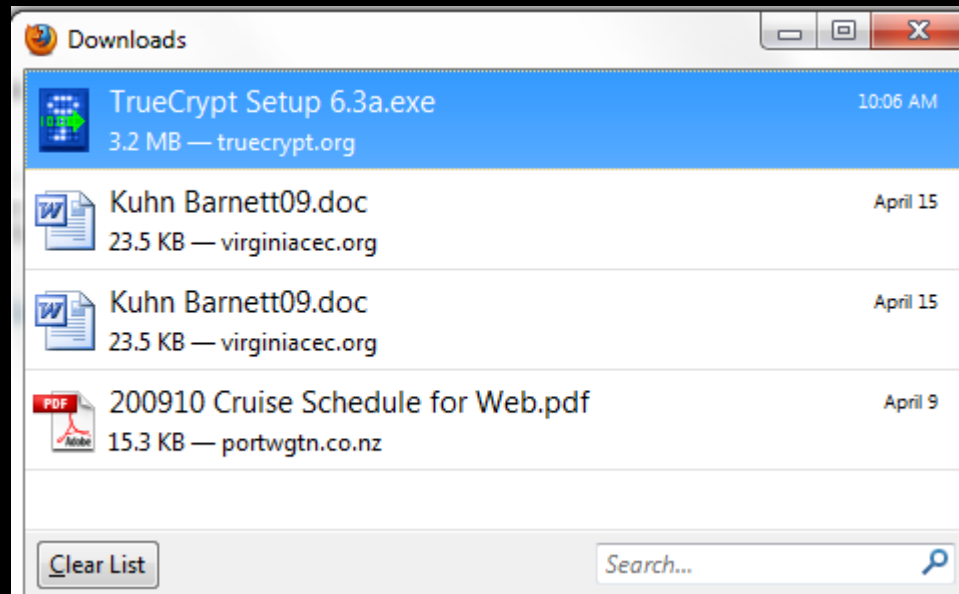 Downloads
TrueCrypt Setup 6.3a.exe 10:06 AM
3.2 MB — truecrypt.org
Kuhn Barnett09.doc April 15
23.5 KB — virginiacec.org
Kuhn Barnett09.doc April 15
23.5 KB — virginiacec.org
200910 Cruise Schedule for Web.pdf April 9
15.3 KB — portwgtn.co.nz
Clear List Search...